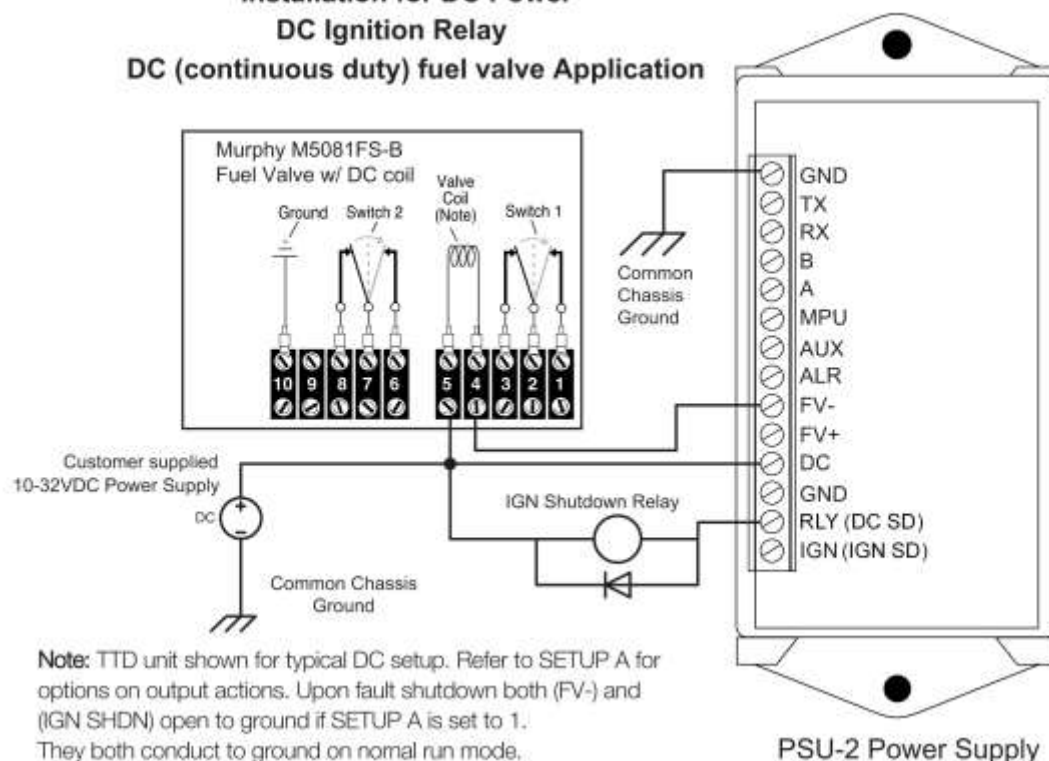 Installation for DC Power
DC Ignition Relay
DC (continuous duty) fuel valve Application
Murphy M5081FS-B
Fuel Valve w/ DC coil
Ground
Switch 2
Valve
Coil
(Note)
Switch 1
10 9 8 7 6 5 4 3 2 1
Customer supplied
10-32VDC Power Supply
DC
+
−
Common Chassis
Ground
IGN Shutdown Relay
Common
Chassis
Ground
GND
TX
RX
B
A
MPU
AUX
ALR
FV-
FV+
DC
GND
RLY (DC SD)
IGN (IGN SD)
Note: TTD unit shown for typical DC setup. Refer to SETUP A for
options on output actions. Upon fault shutdown both (FV-) and
(IGN SHDN) open to ground if SETUP A is set to 1.
They both conduct to ground on normal run mode.
PSU-2 Power Supply